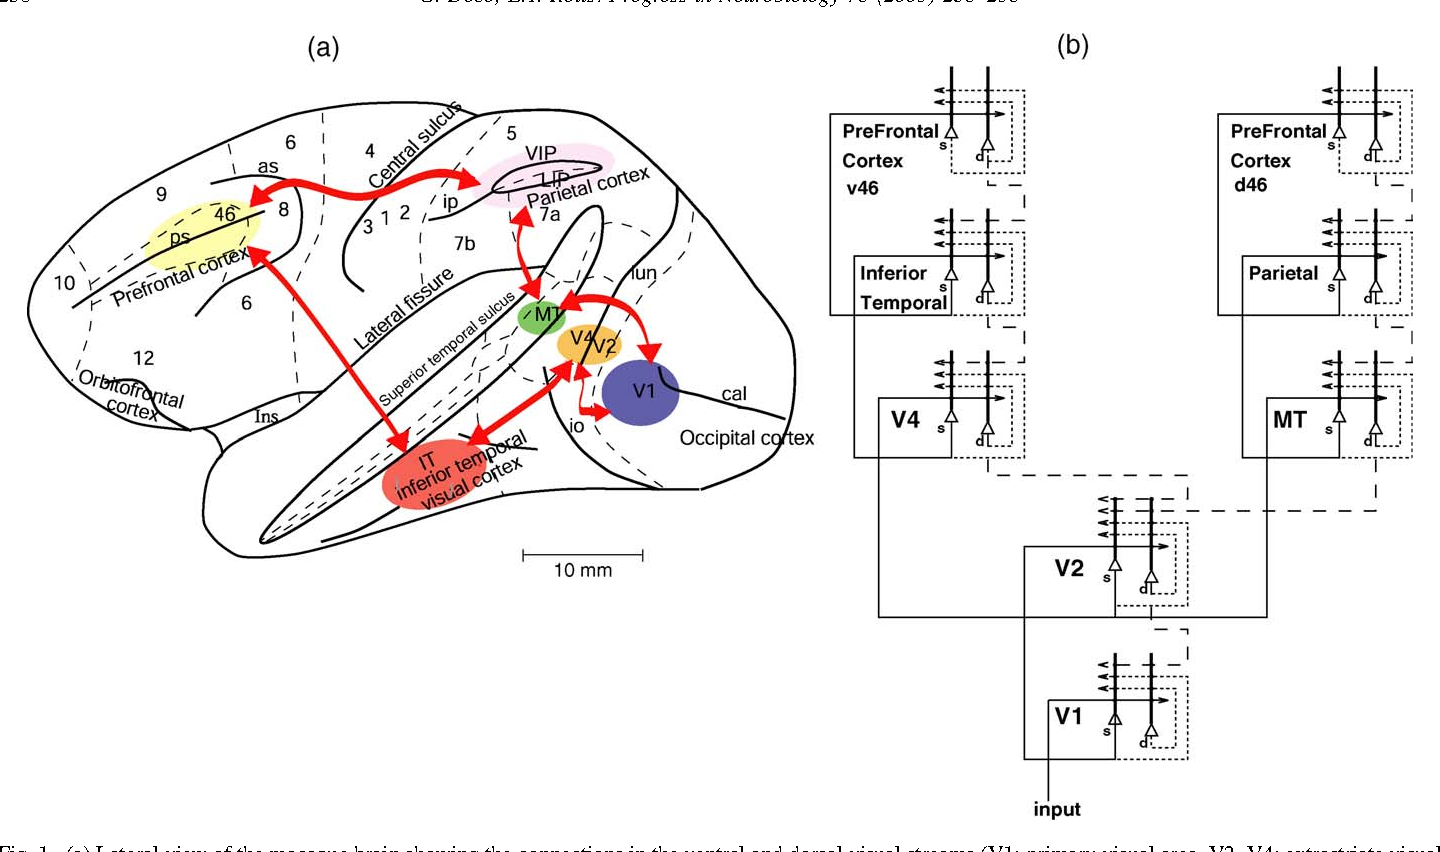 (a)
(b)
6
4
Central sulcus
5
VIP
LIP
Parietal cortex
9
as
46
8
ps
Prefrontal cortex
3 1 2
ip
7a
7b
lun
10
6
Lateral fissure
Superior temporal sulcus
MT
V4
V2
V1
12
Orbitofrontal
cortex
Ins
cal
io
Occipital cortex
IT
inferior temporal
visual cortex
10 mm
PreFrontal
Cortex
v46
s
d
Inferior
Temporal
s
d
V4
s
d
PreFrontal
Cortex
d46
s
d
Parietal
s
d
MT
s
d
V2
s
d
V1
s
d
input